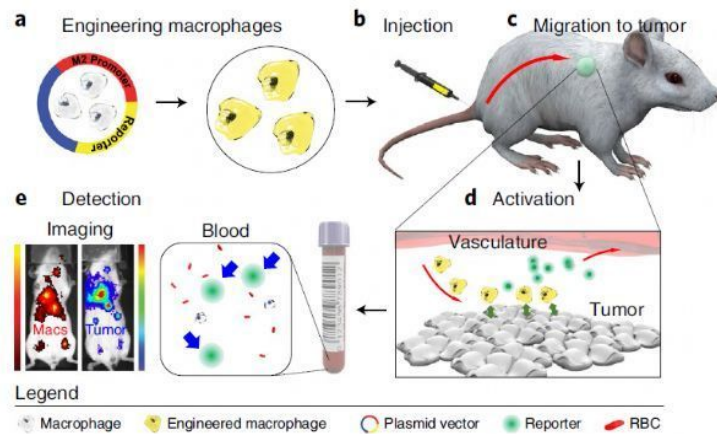 a Engineering macrophages
M2 Promoter
Reporter
b Injection
c Migration to tumor
d Activation
Vasculature
Tumor
e Detection
Imaging
Macs
Tumor
Blood
Legend
Macrophage Engineered macrophage Plasmid vector Reporter RBC